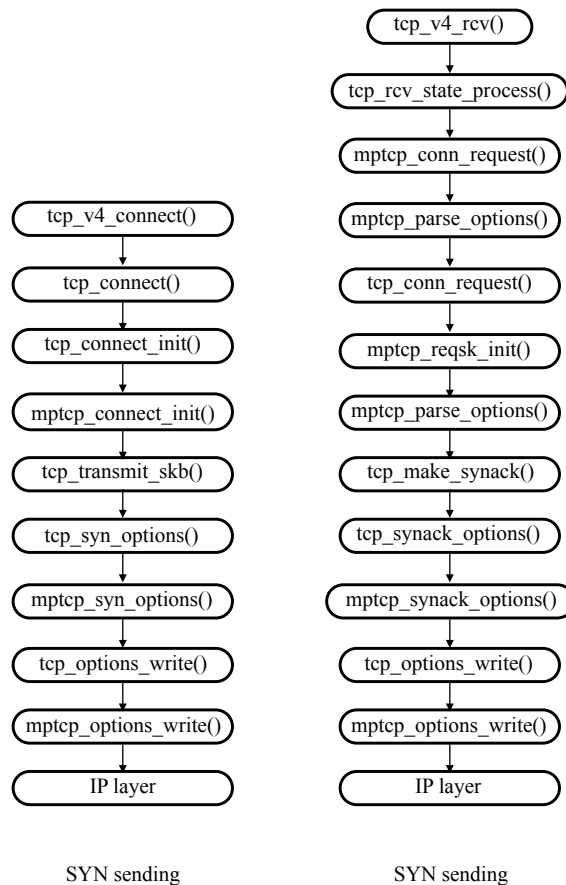 tcp_v4_connect()
tcp_connect()
tcp_connect_init()
mptcp_connect_init()
tcp_transmit_skb()
tcp_syn_options()
mptcp_syn_options()
tcp_options_write()
mptcp_options_write()
IP layer
SYN sending
tcp_v4_rcv()
tcp_rcv_state_process()
mptcp_conn_request()
mptcp_parse_options()
tcp_conn_request()
mptcp_reqsk_init()
mptcp_parse_options()
tcp_make_synack()
tcp_synack_options()
mptcp_synack_options()
tcp_options_write()
mptcp_options_write()
IP layer
SYN sending